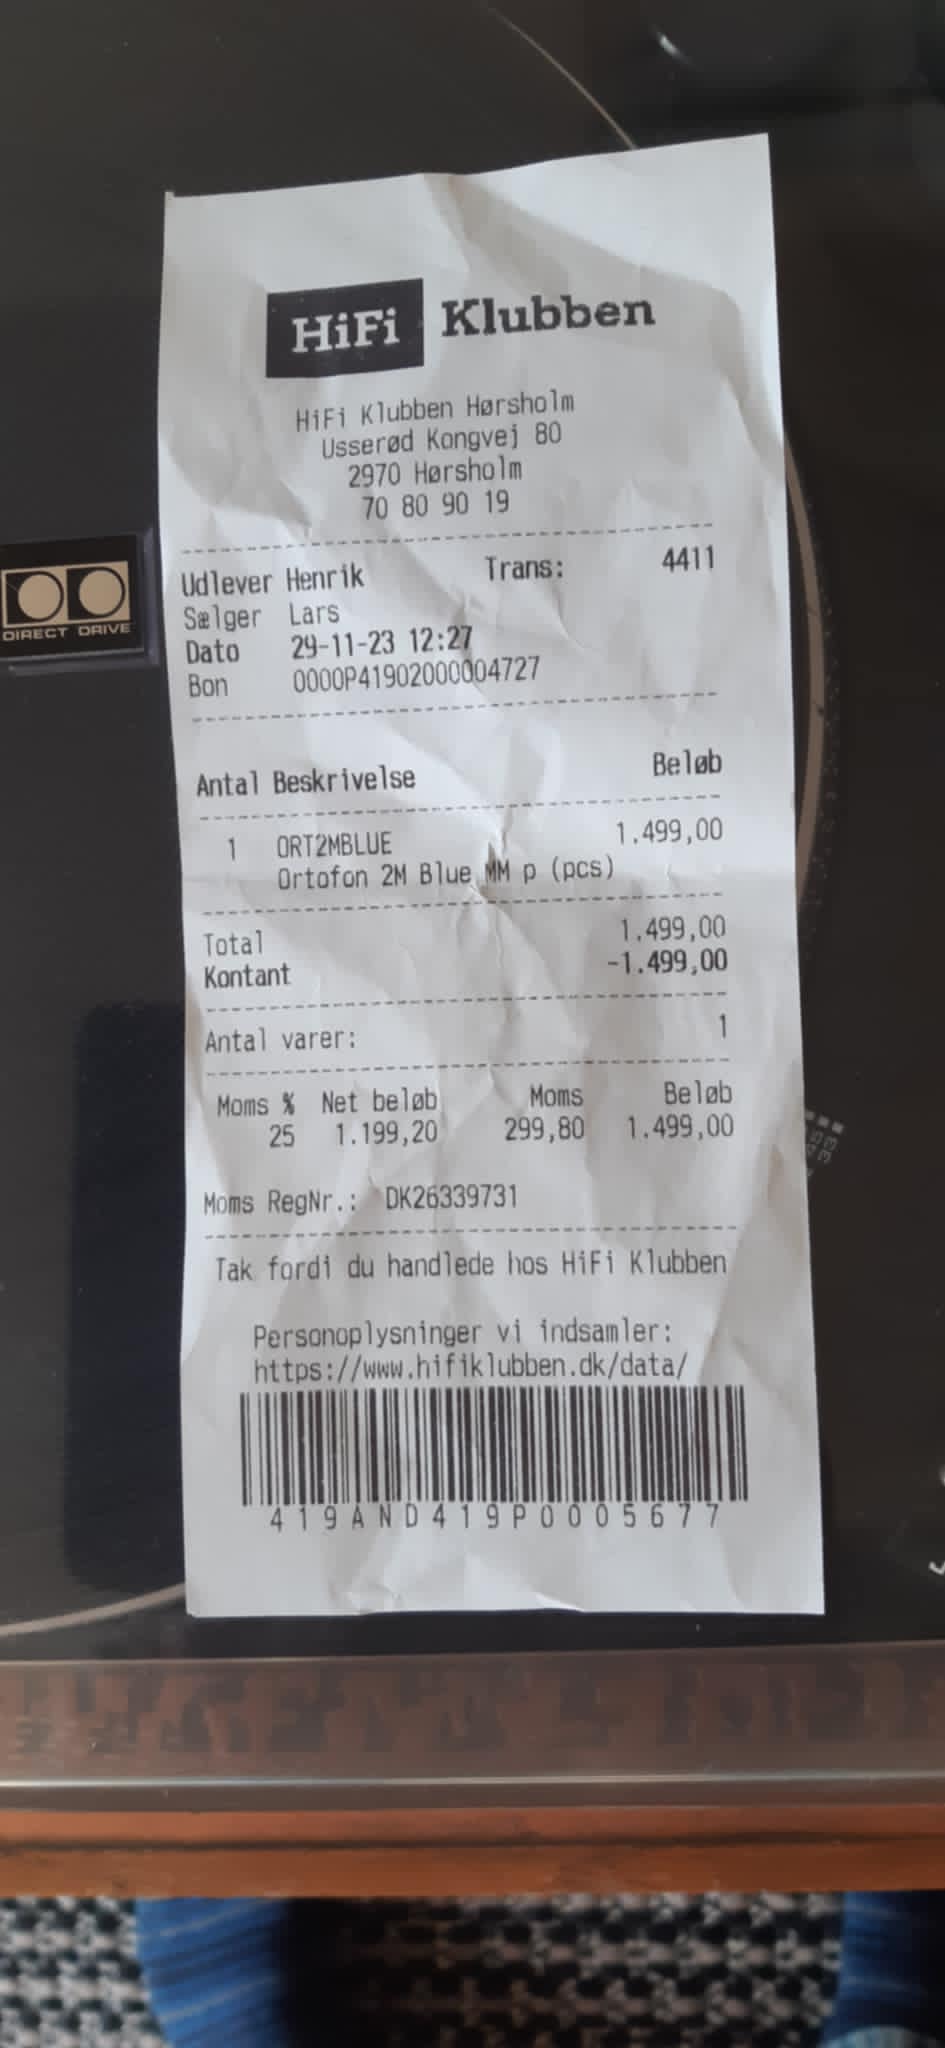 HiFi Klubben
HiFi Klubben Hørsholm
Usserød Kongvej 80
2970 Hørsholm
70 80 90 19
Udlever Henrik Trans: 4411
Sælger Lars
Dato 29-11-23 12:27
Bon 0000P41902000004727
Antal Beskrivelse Beløb
1 ORT2MBLUE 1.499,00
Ortofon 2M Blue MM p (pcs)
Total 1.499,00
Kontant -1.499,00
Antal varer: 1
Moms % Net beløb Moms Beløb
25 1.199,20 299,80 1.499,00
Moms RegNr.: DK26339731
Tak fordi du handlede hos HiFi Klubben
Personoplysninger vi indsamler:
https://www.hifiklubben.dk/data/
419AND419P0005677
DIRECT DRIVE
45
33